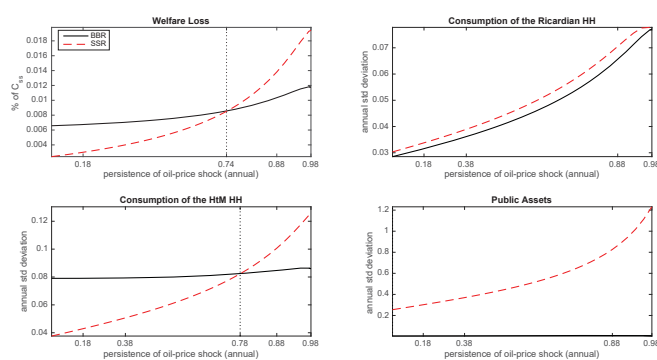 Welfare Loss
% of Css
0.018
0.016
0.014
0.012
0.01
0.008
0.006
0.004
BBR
SSR
0.18
0.74
0.88
0.98
persistence of oil-price shock (annual)
Consumption of the Ricardian HH
annual std deviation
0.07
0.06
0.05
0.04
0.03
0.18
0.38
0.88
0.98
persistence of oil-price shock (annual)
Consumption of the HtM HH
annual std deviation
0.12
0.1
0.08
0.06
0.04
0.18
0.38
0.78
0.88
0.98
persistence of oil-price shock (annual)
Public Assets
annual std deviation
1.2
1
0.8
0.6
0.4
0.2
0.18
0.38
0.88
0.98
persistence of oil-price shock (annual)